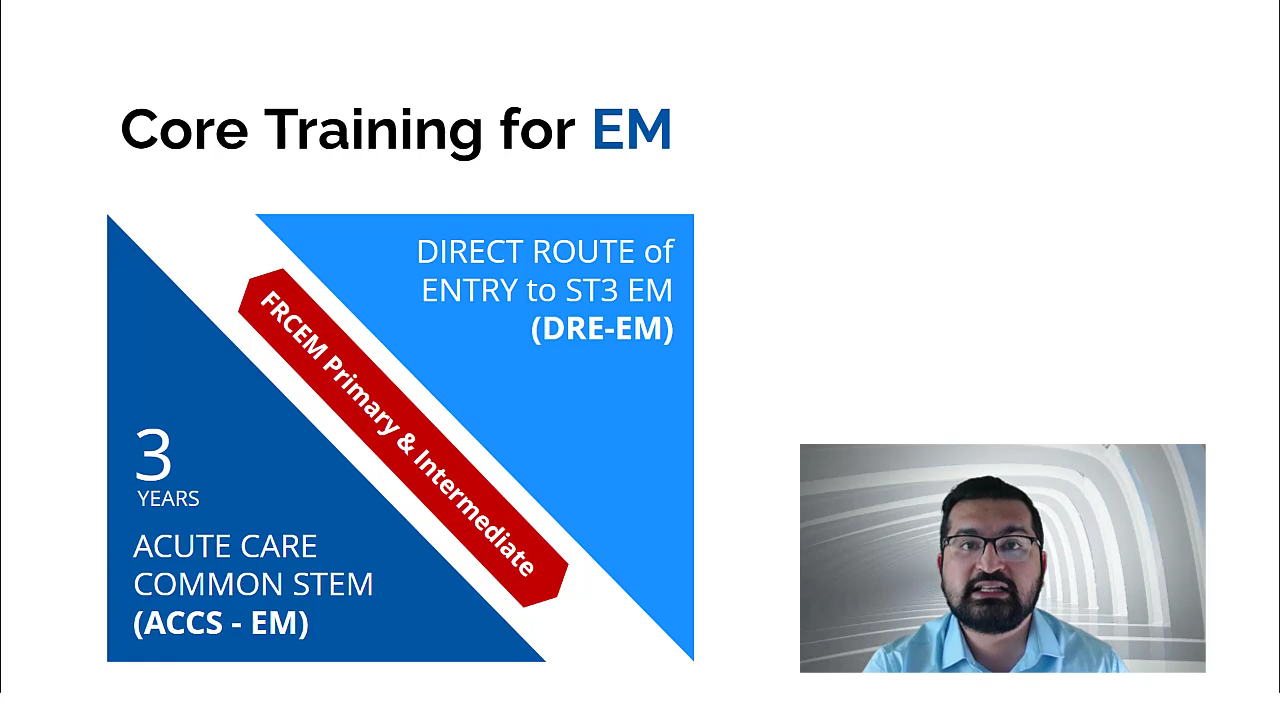 Core Training for EM
DIRECT ROUTE of
ENTRY to ST3 EM
(DRE-EM)
FRCEM Primary & Intermediate
3
YEARS
ACUTE CARE
COMMON STEM
(ACCS - EM)